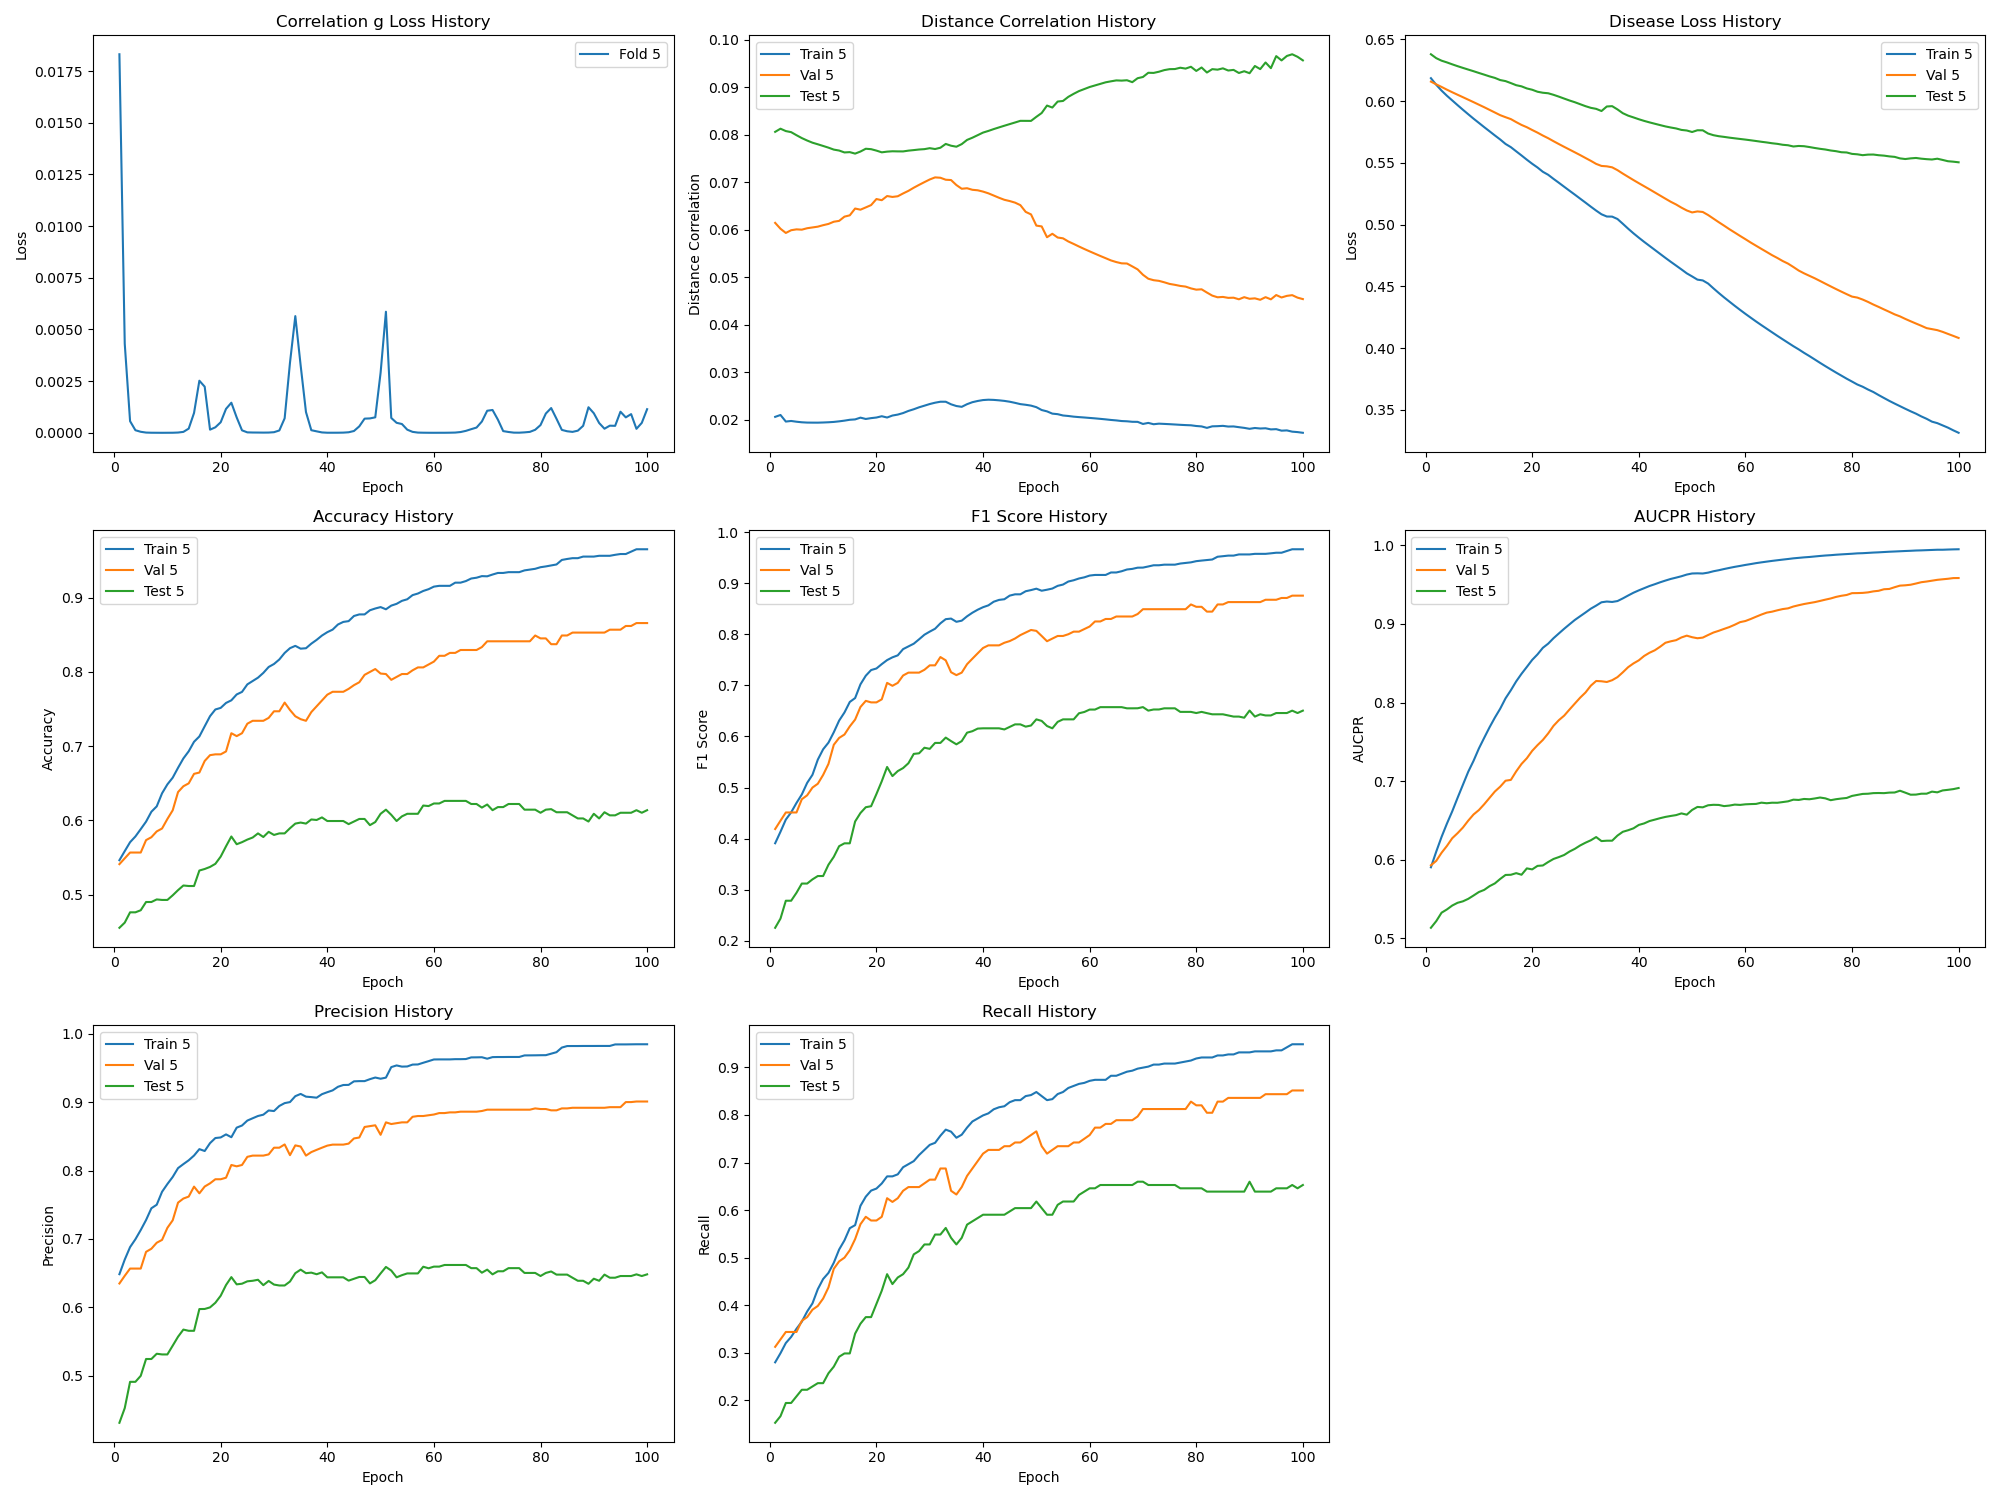 Correlation g Loss History
Fold 5
Loss
0.0175
0.0150
0.0125
0.0100
0.0075
0.0050
0.0025
0.0000
0 20 40 60 80 100
Epoch
Distance Correlation History
Train 5
Val 5
Test 5
Distance Correlation
0.10
0.09
0.08
0.07
0.06
0.05
0.04
0.03
0.02
0 20 40 60 80 100
Epoch
Disease Loss History
Train 5
Val 5
Test 5
Loss
0.65
0.60
0.55
0.50
0.45
0.40
0.35
0 20 40 60 80 100
Epoch
Accuracy History
Train 5
Val 5
Test 5
Accuracy
0.9
0.8
0.7
0.6
0.5
0 20 40 60 80 100
Epoch
F1 Score History
Train 5
Val 5
Test 5
F1 Score
1.0
0.9
0.8
0.7
0.6
0.5
0.4
0.3
0.2
0 20 40 60 80 100
Epoch
AUCPR History
Train 5
Val 5
Test 5
AUCPR
1.0
0.9
0.8
0.7
0.6
0.5
0 20 40 60 80 100
Epoch
Precision History
Train 5
Val 5
Test 5
Precision
1.0
0.9
0.8
0.7
0.6
0.5
0 20 40 60 80 100
Epoch
Recall History
Train 5
Val 5
Test 5
Recall
0.9
0.8
0.7
0.6
0.5
0.4
0.3
0.2
0 20 40 60 80 100
Epoch